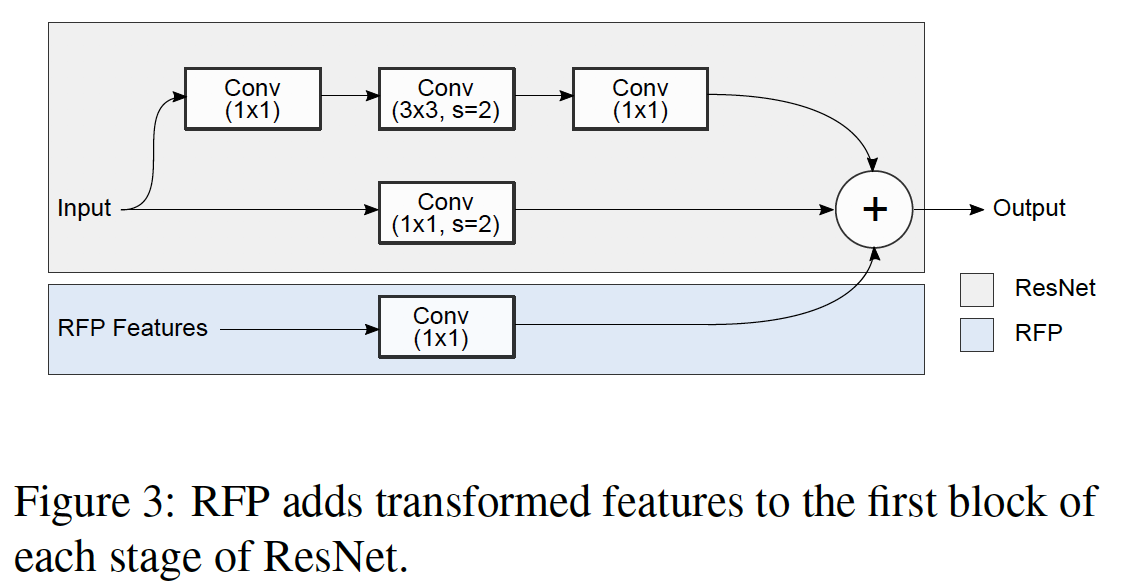 Conv
(1x1)
Conv
(3x3, s=2)
Conv
(1x1)
Input
Conv
(1x1, s=2)
+
Output
RFP Features
Conv
(1x1)
ResNet
RFP
Figure 3: RFP adds transformed features to the first block of
each stage of ResNet.